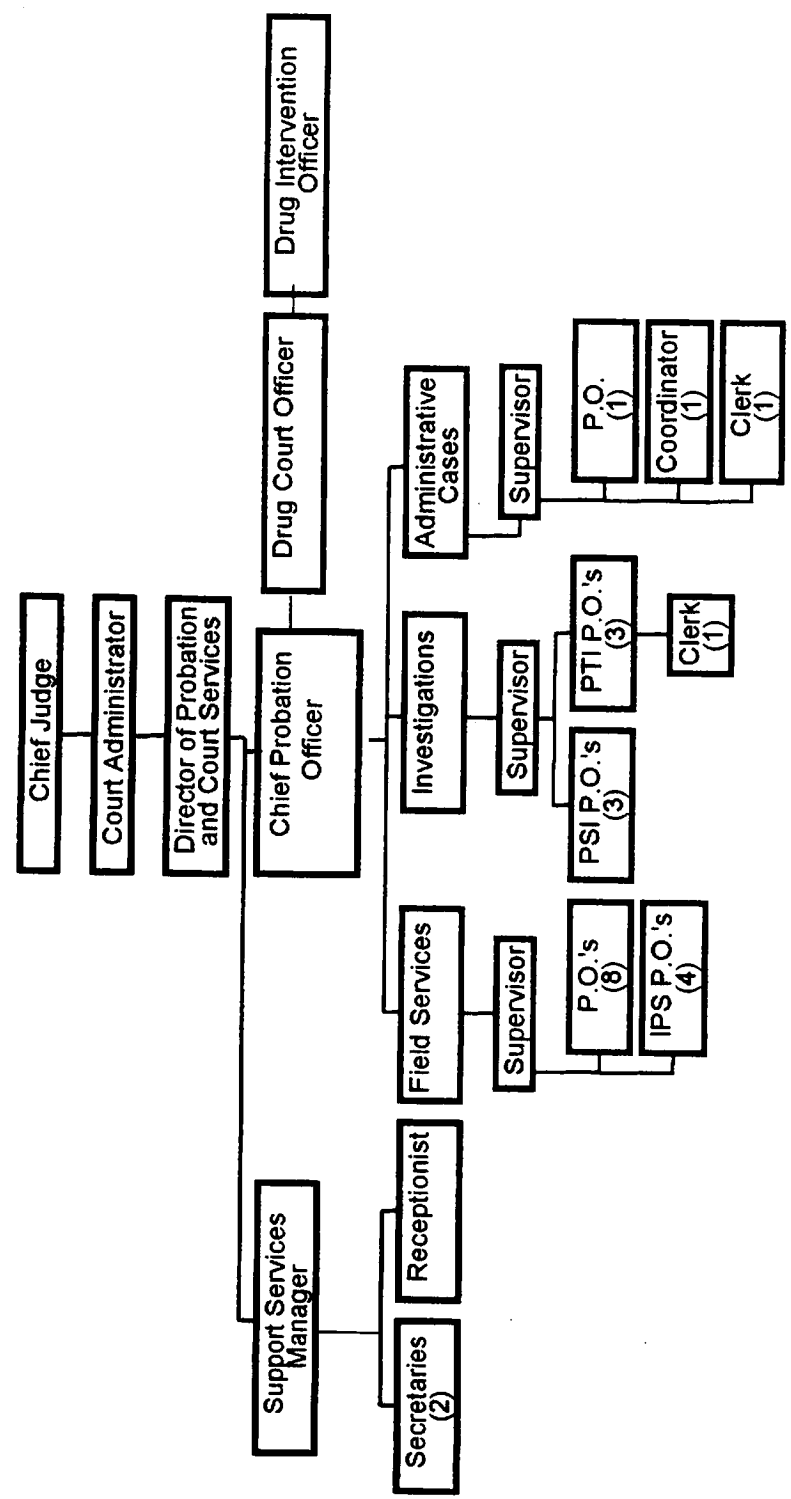 Chief Judge
Court Administrator
Director of Probation
and Court Services
Support Services
Manager
Chief Probation
Officer
Drug Court Officer
Drug Intervention
Officer
Secretaries
(2)
Receptionist
Field Services
Investigations
Administrative
Cases
Supervisor
Supervisor
Supervisor
P.O.'s
(8)
IPS P.O.'s
(4)
PSI P.O.'s
(3)
PTI P.O.'s
(3)
Clerk
(1)
P.O.
(1)
Coordinator
(1)
Clerk
(1)